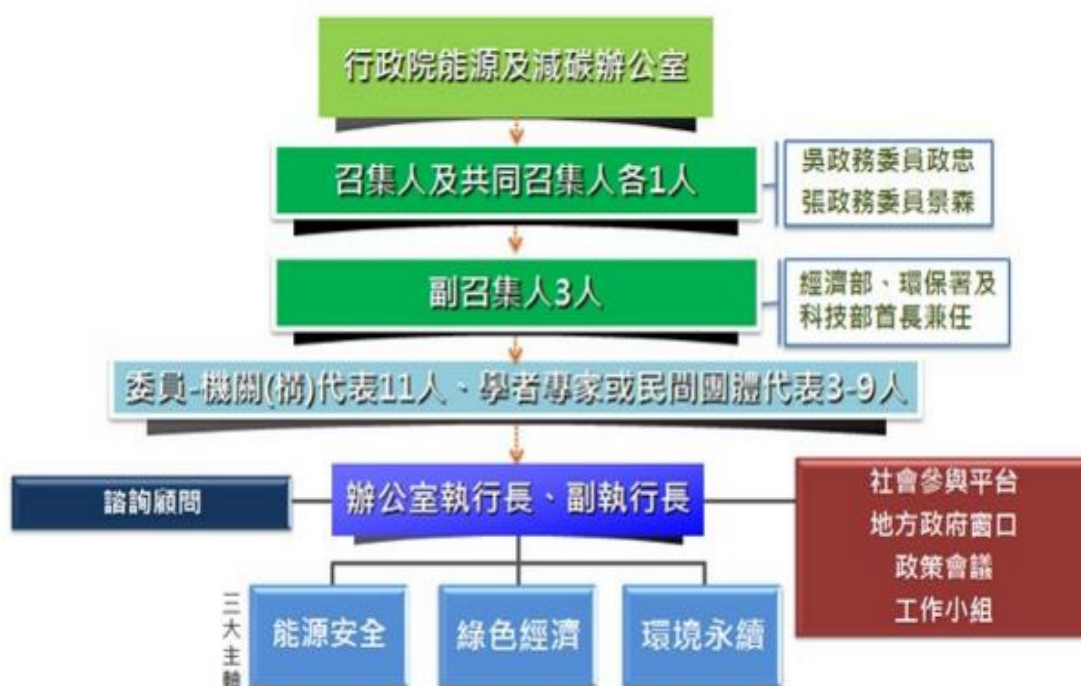 行政院能源及減碳辦公室
召集人及共同召集人各1人
吳政務委員政忠
張政務委員景森
副召集人3人
經濟部、環保署及
科技部首長兼任
委員-機關(構)代表11人、學者專家或民間團體代表3-9人
諮詢顧問
辦公室執行長、副執行長
社會參與平台
地方政府窗口
政策會議
工作小組
三大主軸
能源安全
綠色經濟
環境永續